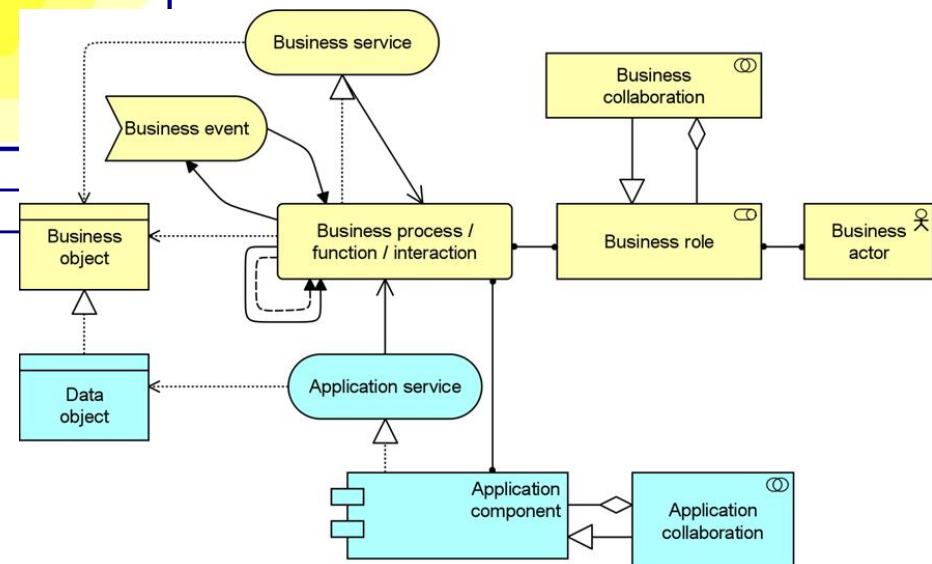 Business service
Business
collaboration
Business event
Business
object
Business process /
function / interaction
Business role
Business
actor
Data
object
Application service
Application
component
Application
collaboration